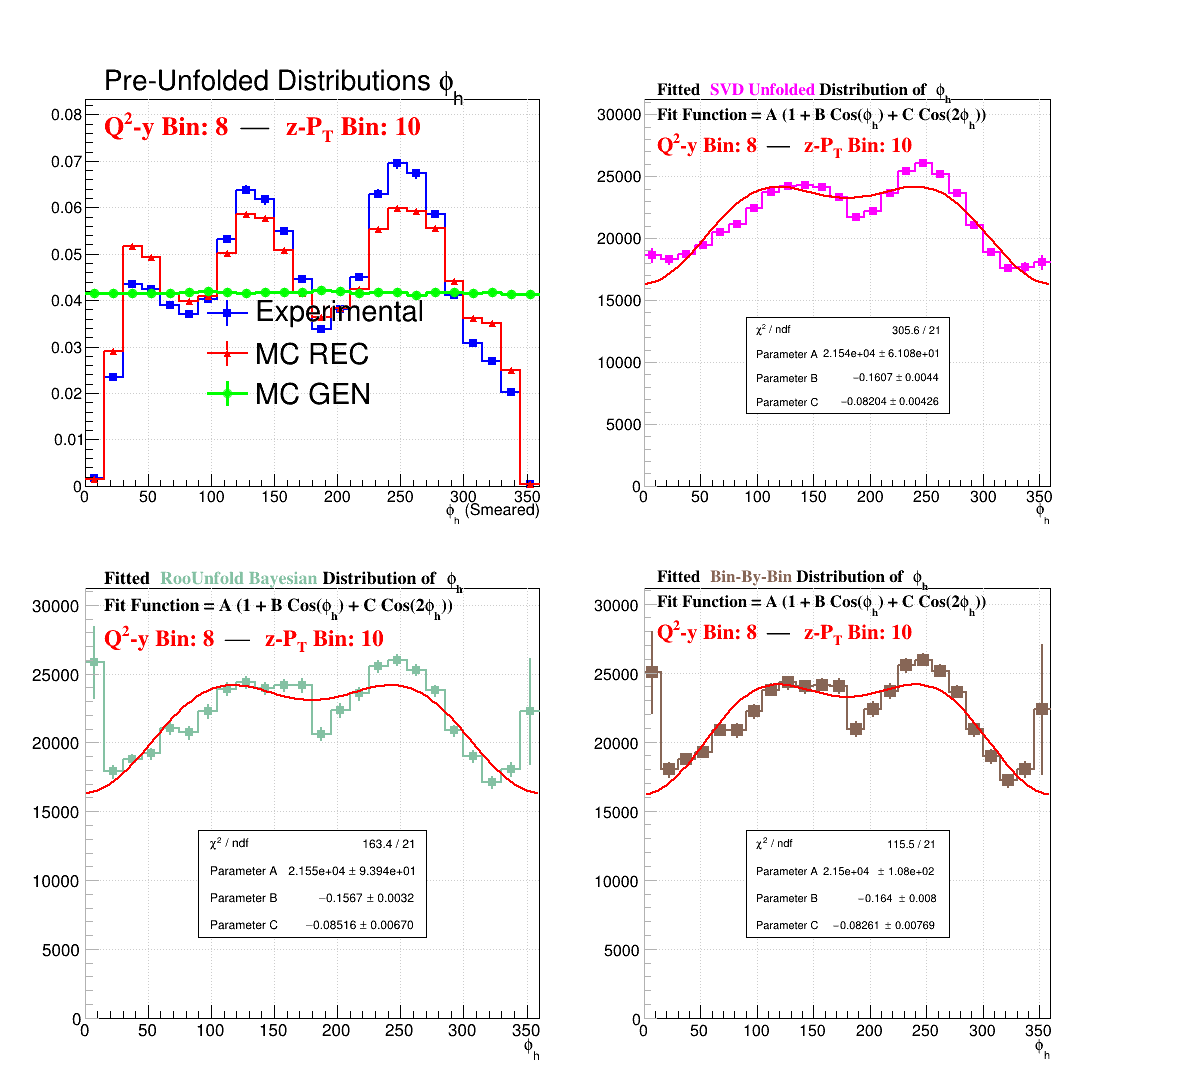 Pre-Unfolded Distributions ϕh
Q2-y Bin: 8 — z-PT Bin: 10
0.08
0.07
0.06
0.05
0.04
0.03
0.02
0.01
0
Experimental
MC REC
MC GEN
0 50 100 150 200 250 300 350
ϕh (Smeared)
Fitted SVD Unfolded Distribution of ϕh
Fit Function = A (1 + B Cos(ϕh) + C Cos(2ϕh))
Q2-y Bin: 8 — z-PT Bin: 10
30000
25000
20000
15000
10000
5000
0
χ2 / ndf 305.6 / 21
Parameter A 2.154e+04 ± 6.108e+01
Parameter B −0.1607 ± 0.0044
Parameter C −0.08204 ± 0.00426
0 50 100 150 200 250 300 350
ϕh
Fitted RooUnfold Bayesian Distribution of ϕh
Fit Function = A (1 + B Cos(ϕh) + C Cos(2ϕh))
Q2-y Bin: 8 — z-PT Bin: 10
30000
25000
20000
15000
10000
5000
0
χ2 / ndf 163.4 / 21
Parameter A 2.155e+04 ± 9.394e+01
Parameter B −0.1567 ± 0.0032
Parameter C −0.08516 ± 0.00670
0 50 100 150 200 250 300 350
ϕh
Fitted Bin-By-Bin Distribution of ϕh
Fit Function = A (1 + B Cos(ϕh) + C Cos(2ϕh))
Q2-y Bin: 8 — z-PT Bin: 10
30000
25000
20000
15000
10000
5000
0
χ2 / ndf 115.5 / 21
Parameter A 2.15e+04 ± 1.08e+02
Parameter B −0.164 ± 0.008
Parameter C −0.08261 ± 0.00769
0 50 100 150 200 250 300 350
ϕh